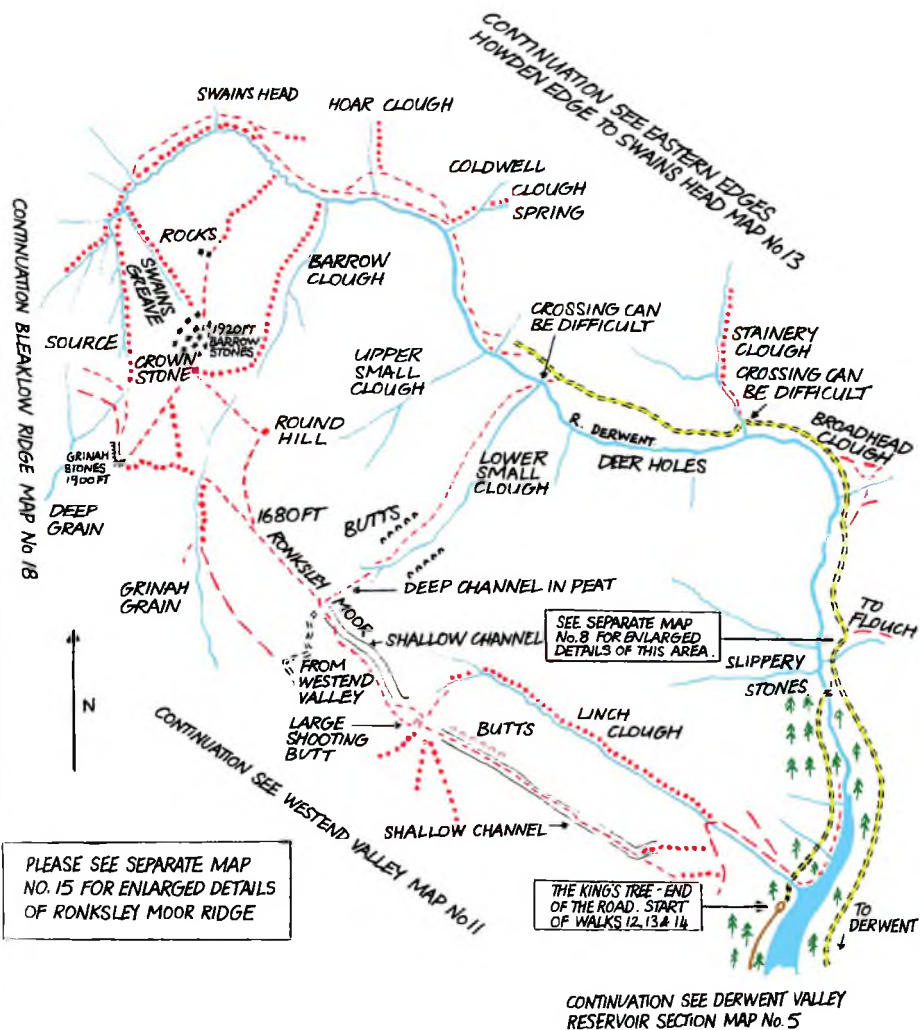 CONTINUATION SEE EASTERN EDGES
HOWDEN EDGE TO SWAINS HEAD MAP No 13
SWAINS HEAD
HOAR CLOUGH
COLDWELL
CLOUGH
SPRING
CONTINUATION BLEAKLOW RIDGE MAP No 18
ROCKS.
SWAINS
GREAVE
BARROW
CLOUGH
1920FT
BARROW
STONES
SOURCE
CROWN
STONE
CROSSING CAN
BE DIFFICULT
STAINERY
CLOUGH
CROSSING CAN
BE DIFFICULT
UPPER
SMALL
CLOUGH
BROADHEAD
CLOUGH
ROUND
HILL
R. DERWENT
DEER HOLES
GRINAH
STONES
1900FT
LOWER
SMALL
CLOUGH
DEEP
GRAIN
1680FT
BUTTS
RONKSLEY
MOOR
DEEP CHANNEL IN PEAT
GRINAH
GRAIN
TO
FLOUCH
SEE SEPARATE MAP
No.8 FOR ENLARGED
DETAILS OF THIS AREA.
SHALLOW CHANNEL
FROM
WESTEND
VALLEY
SLIPPERY
STONES.
N
LARGE
SHOOTING
BUTT
BUTTS
LINCH
CLOUGH
CONTINUATION SEE WESTEND VALLEY MAP No 11
SHALLOW CHANNEL
PLEASE SEE SEPARATE MAP
NO. 15 FOR ENLARGED DETAILS
OF RONKSLEY MOOR RIDGE
THE KING'S TREE - END
OF THE ROAD. START
OF WALKS 12, 13 & 14
TO
DERWENT
CONTINUATION SEE DERWENT VALLEY
RESERVOIR SECTION MAP No. 5